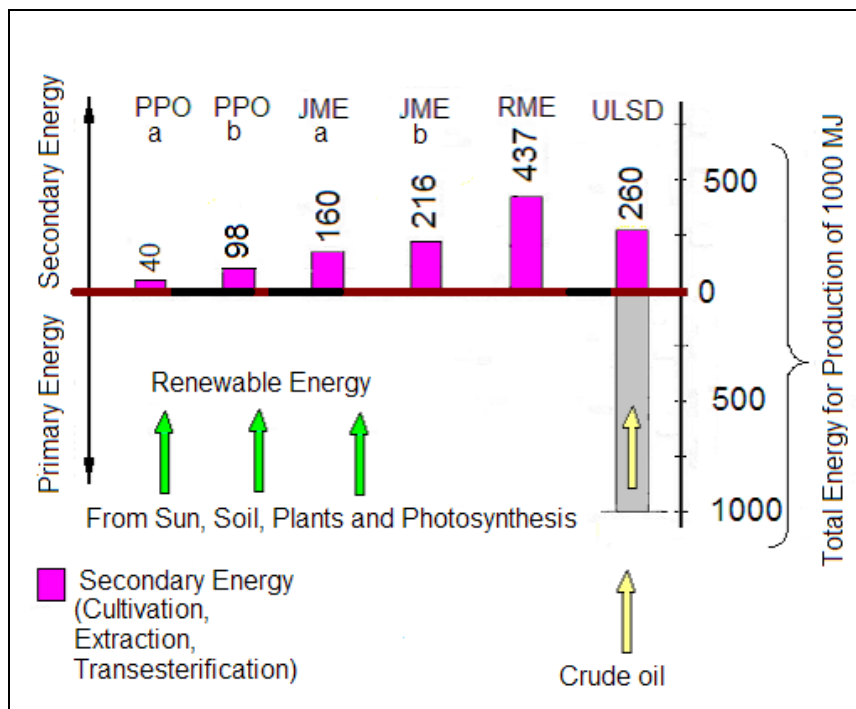 Secondary Energy
Primary Energy
PPO
a
PPO
b
JME
a
JME
b
RME
ULSD
40
98
160
216
437
260
500
0
500
1000
Total Energy for Production of 1000 MJ
Renewable Energy
From Sun, Soil, Plants and Photosynthesis
Secondary Energy
(Cultivation,
Extraction,
Transesterification)
Crude oil